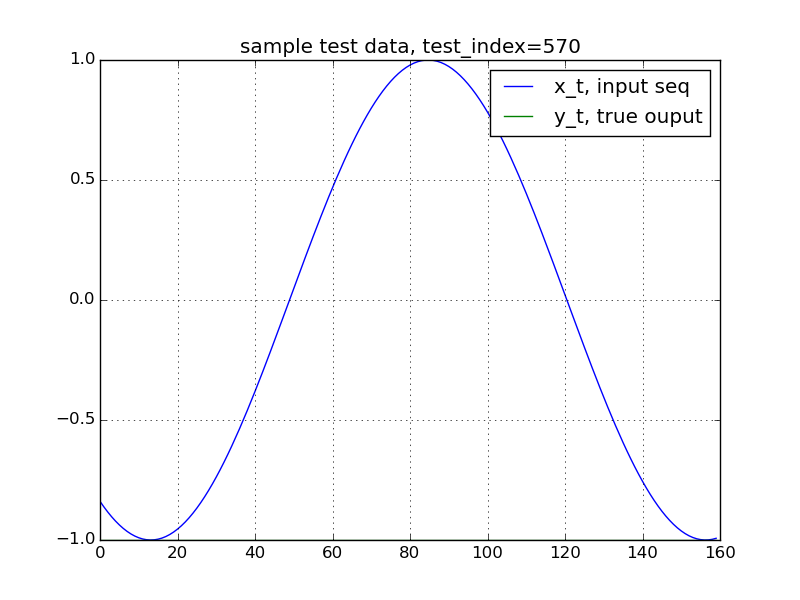 sample test data, test_index=570
x_t, input seq
y_t, true ouput
1.0
0.5
0.0
−0.5
−1.0
0 20 40 60 80 100 120 140 160